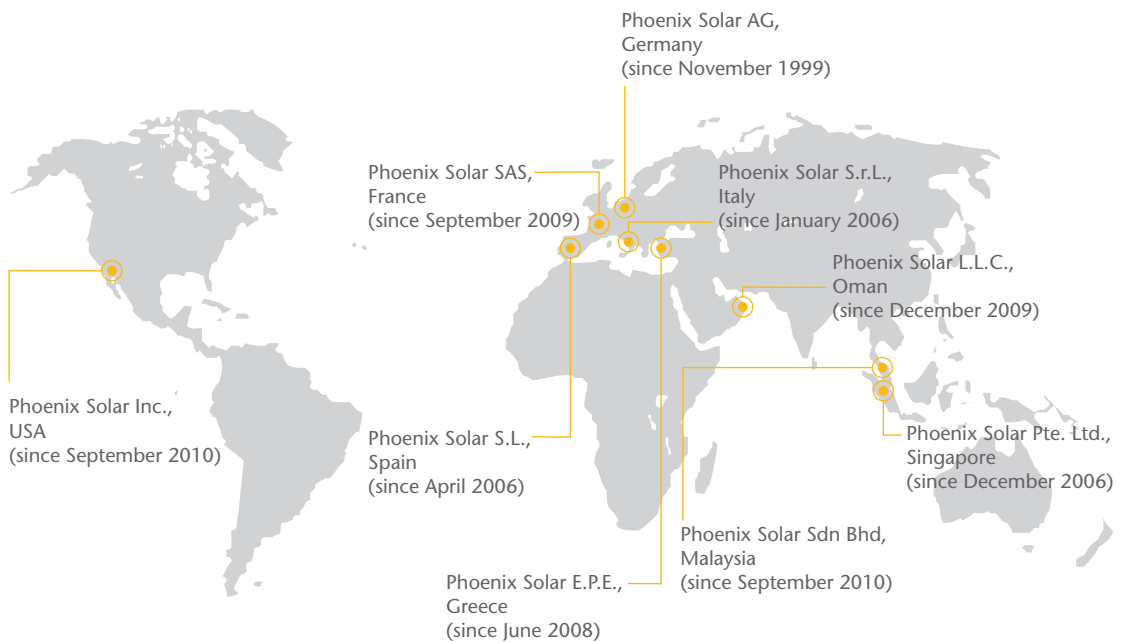 Phoenix Solar AG,
Germany
(since November 1999)
Phoenix Solar SAS,
France
(since September 2009)
Phoenix Solar S.r.L.,
Italy
(since January 2006)
Phoenix Solar L.L.C.,
Oman
(since December 2009)
Phoenix Solar Inc.,
USA
(since September 2010)
Phoenix Solar S.L.,
Spain
(since April 2006)
Phoenix Solar Pte. Ltd.,
Singapore
(since December 2006)
Phoenix Solar Sdn Bhd,
Malaysia
(since September 2010)
Phoenix Solar E.P.E.,
Greece
(since June 2008)